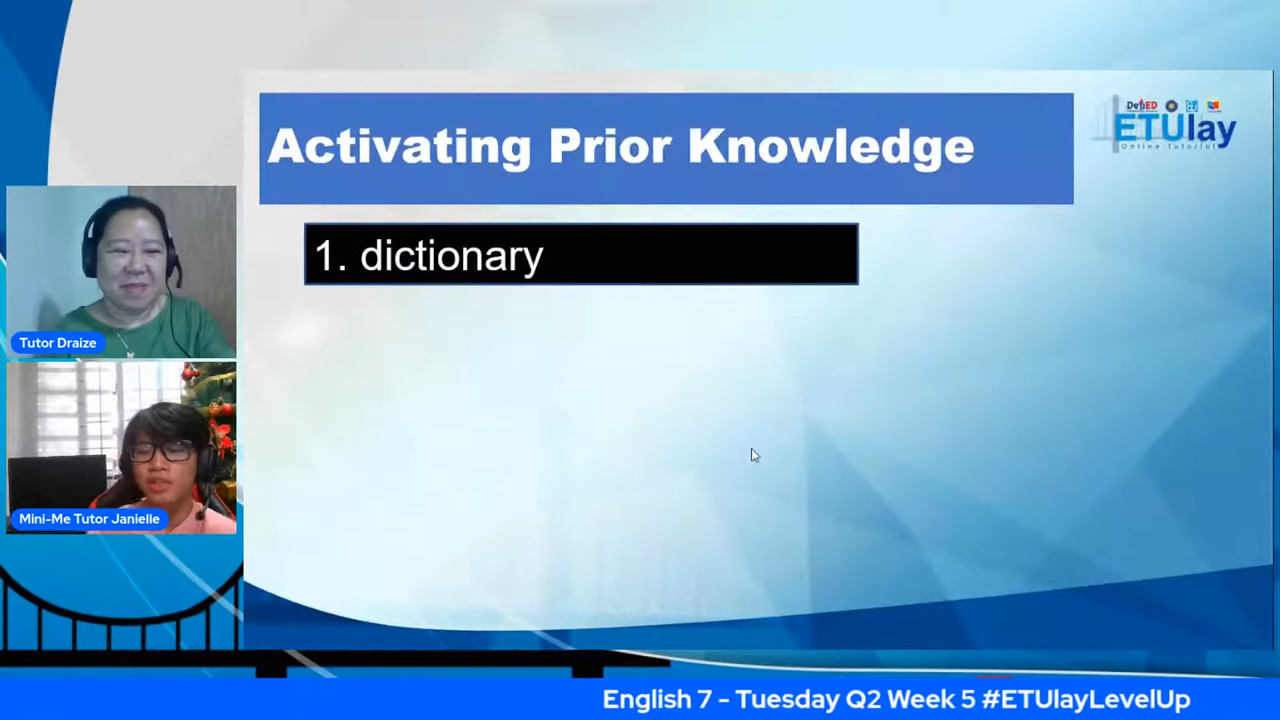 Activating Prior Knowledge
DepED
ETUlay
Online Tutorial
1. dictionary
Tutor Draize
Mini-Me Tutor Janielle
English 7 - Tuesday Q2 Week 5 #ETUlayLevelUp